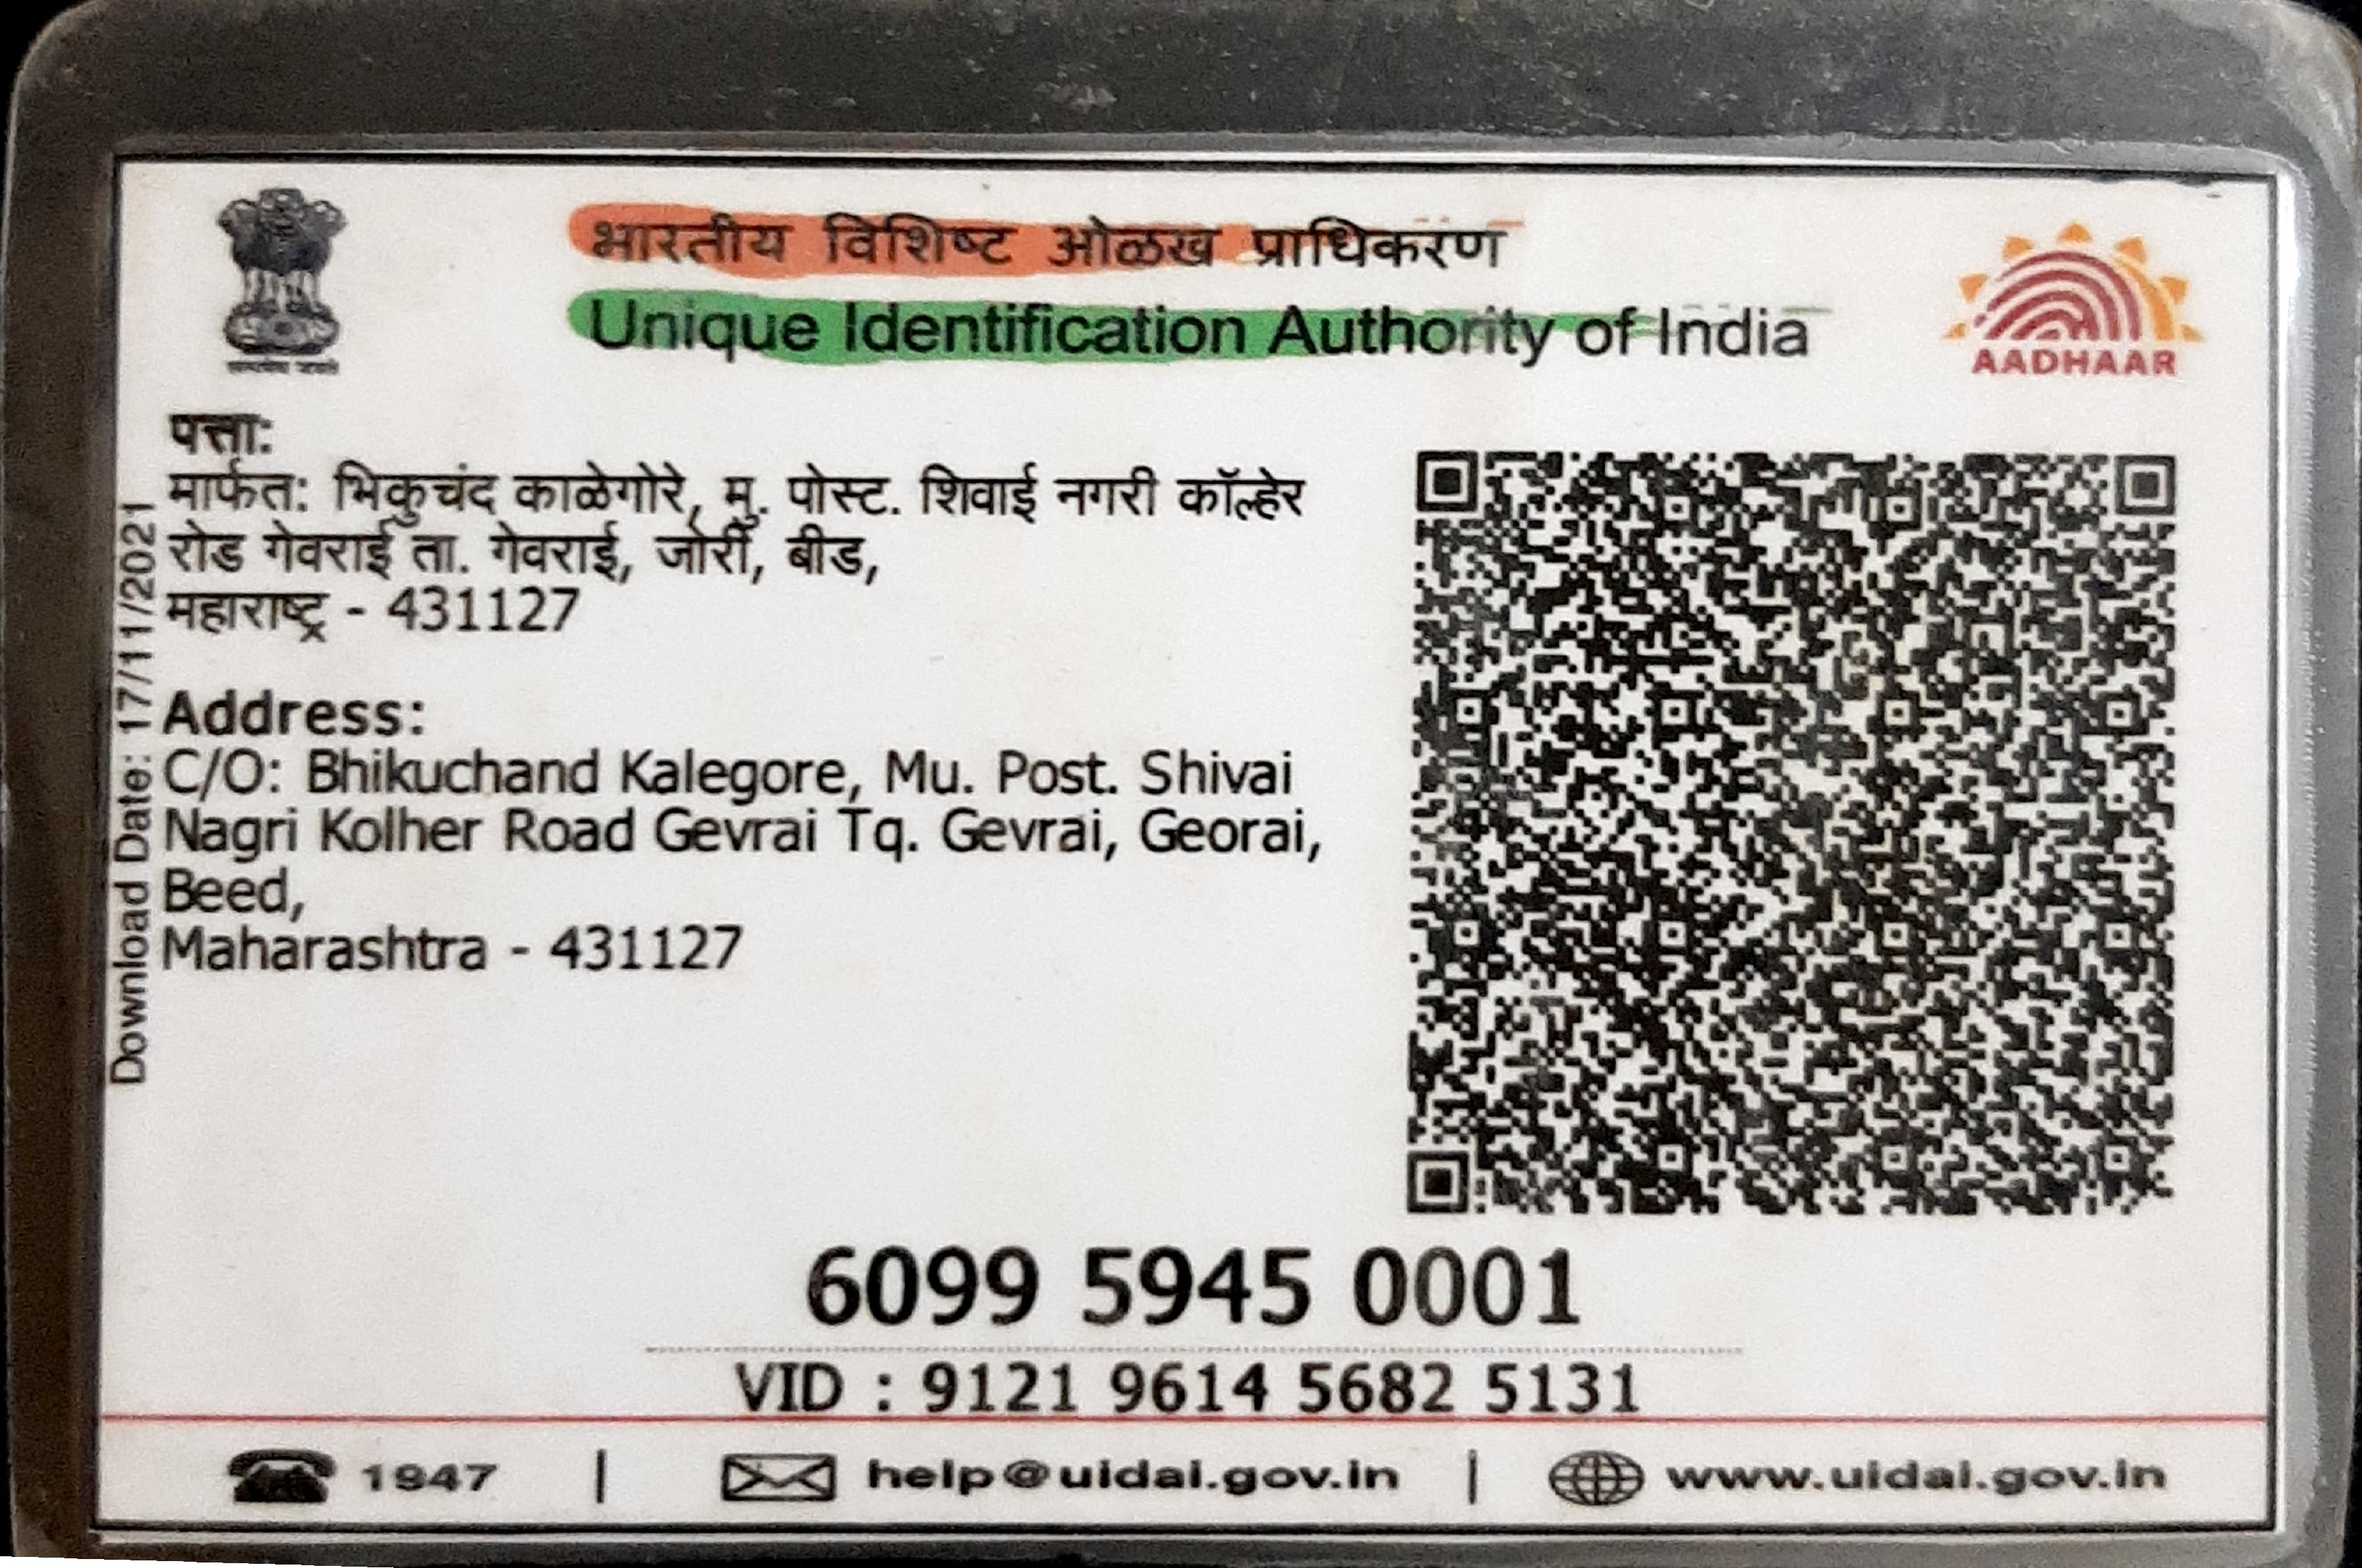 भारतीय विशिष्ट ओळख प्राधिकरण
Unique Identification Authority of India
AADHAAR
पत्ता:
मार्फत: भिकुचंद काळेगोरे, मु. पोस्ट. शिवाई नगरी कॉल्हेर
रोड गेवराई ता. गेवराई, जोरी, बीड,
महाराष्ट्र - 431127
Address:
C/O: Bhikuchand Kalegore, Mu. Post. Shivai
Nagri Kolher Road Gevrai Tq. Gevrai, Georai,
Beed,
Maharashtra - 431127
Download Date: 17/11/2021
6099 5945 0001
VID : 9121 9614 5682 5131
1947 | help@uidai.gov.in | www.uidai.gov.in